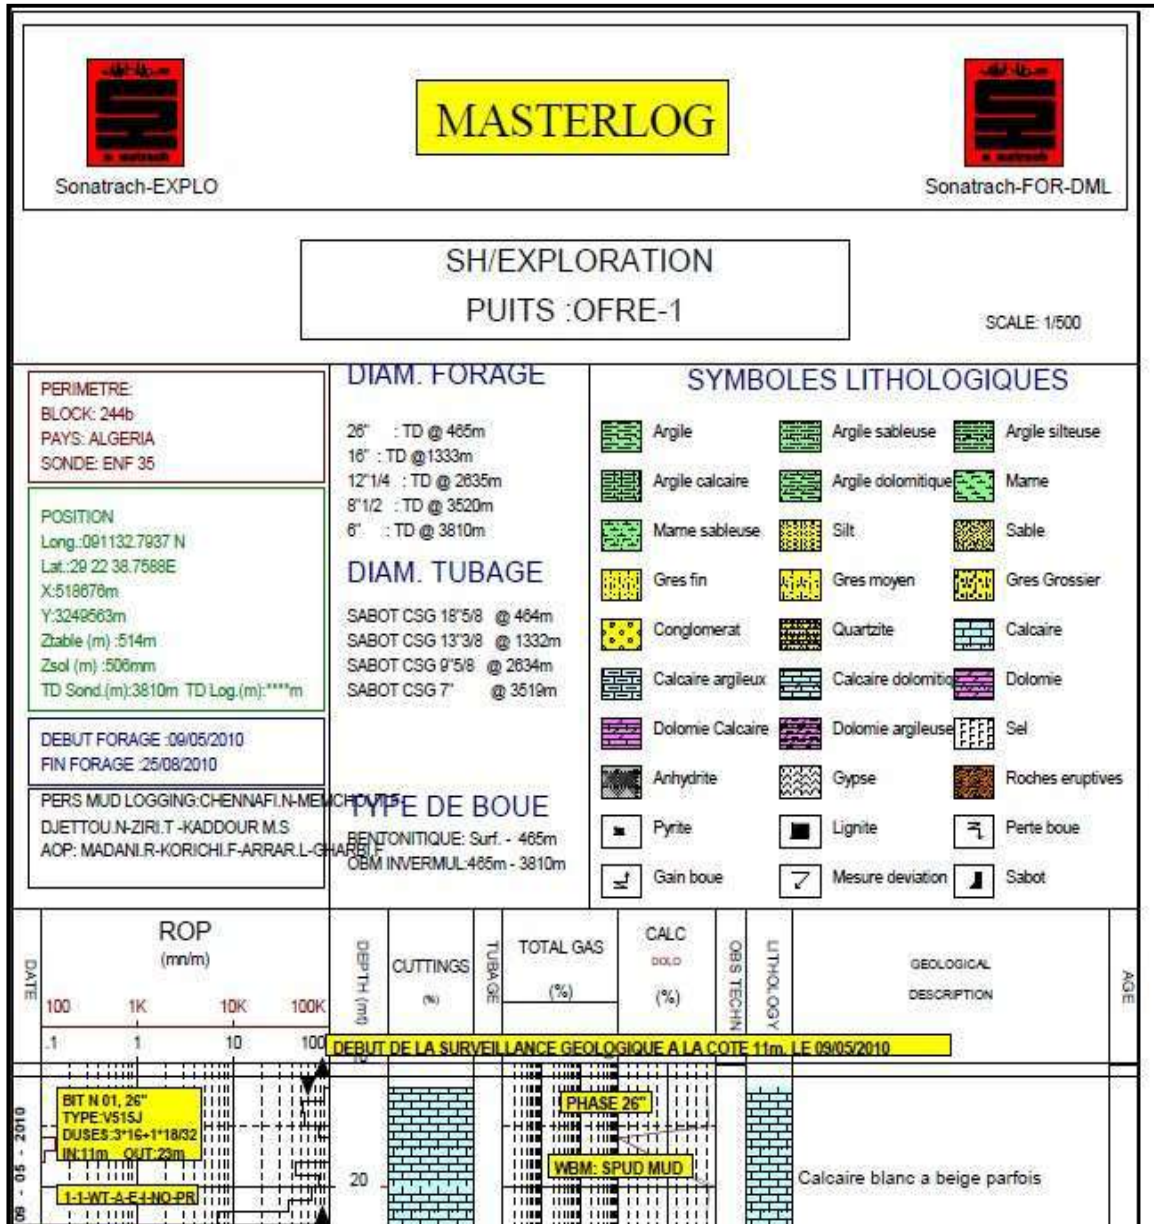 MASTERLOG
Sonatrach-EXPLO
Sonatrach-FOR-DML
SH/EXPLORATION
PUITS :OFRE-1
SCALE: 1/500
PERIMETRE:
BLOCK: 244b
PAYS: ALGERIA
SONDE: ENF 35
POSITION
Long.:091132.7937 N
Lat.:29 22 38.7588E
X:518676m
Y:3249563m
Ztable (m) :514m
Zsol (m) :506mm
TD Sond.(m):3810m TD Log.(m):****m
DEBUT FORAGE :09/05/2010
FIN FORAGE :25/08/2010
PERS MUD LOGGING:CHENNAFI.N-
DJETTOU.N-ZIRI.T -KADDOUR M.S
AOP: MADANI.R-KORICHI.F-ARRAR.L-
DIAM. FORAGE
26" : TD @ 465m
16" : TD @1333m
12"1/4 : TD @ 2635m
8"1/2 : TD @ 3520m
6" : TD @ 3810m
DIAM. TUBAGE
SABOT CSG 18"5/8 @ 464m
SABOT CSG 13"3/8 @ 1332m
SABOT CSG 9"5/8 @ 2634m
SABOT CSG 7" @ 3519m
TYPE DE BOUE
BENTONITIQUE: Surf. - 465m
OBM INVERMUL:465m - 3810m
SYMBOLES LITHOLOGIQUES
Argile
Argile sableuse
Argile silteuse
Argile calcaire
Argile dolomitique
Marne
Marne sableuse
Silt
Sable
Gres fin
Gres moyen
Gres Grossier
Conglomerat
Quartzite
Calcaire
Calcaire argileux
Calcaire dolomitiq
Dolomie
Dolomie Calcaire
Dolomie argileuse
Sel
Anhydrite
Gypse
Roches eruptives
Pyrite
Lignite
Perte boue
Gain boue
Mesure deviation
Sabot
DATE
ROP
(mn/m)
100 1K 10K 100K
.1 1 10 100
DEPTH (mt)
CUTTINGS
(%)
TUBAGE
TOTAL GAS
(%)
CALC
DOLO
(%)
OBS TECHN
LITHOLOGY
GEOLOGICAL
DESCRIPTION
AGE
DEBUT DE LA SURVEILLANCE GEOLOGIQUE A LA COTE 11m. LE 09/05/2010
09 - 05 - 2010
BIT N 01, 26"
TYPE:V515J
DUSES:3*16+1*18/32
IN:11m OUT:23m
1-1-WT-A-E-I-NO-PR
20
PHASE 26"
WBM: SPUD MUD
Calcaire blanc a beige parfois